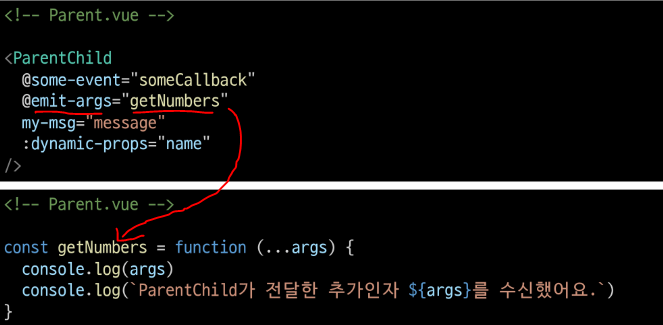 <!-- Parent.vue -->
<ParentChild
@some-event="someCallback"
@emit-args="getNumbers"
my-msg="message"
:dynamic-props="name"
/>
<!-- Parent.vue -->
const getNumbers = function (...args) {
console.log(args)
console.log(`ParentChild가 전달한 추가인자 ${args}를 수신했어요.`)
}